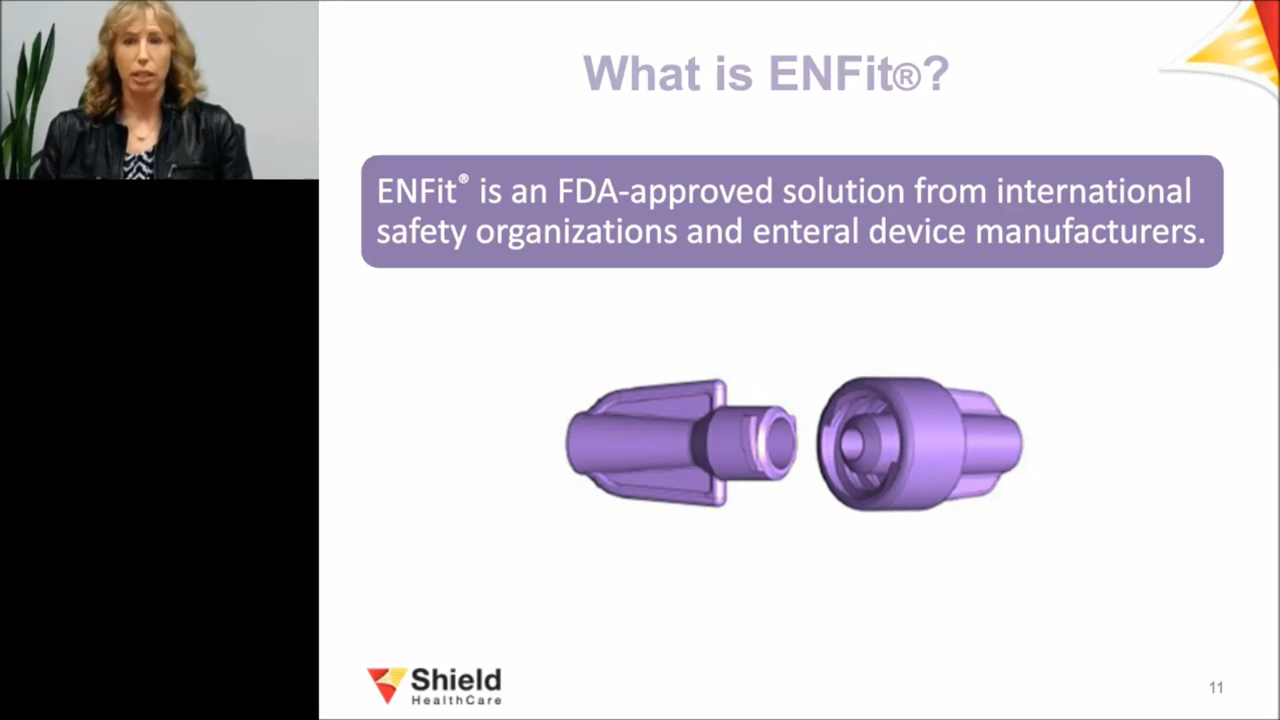 What is ENFit®?
ENFit® is an FDA-approved solution from international
safety organizations and enteral device manufacturers.
Shield
HealthCare
11